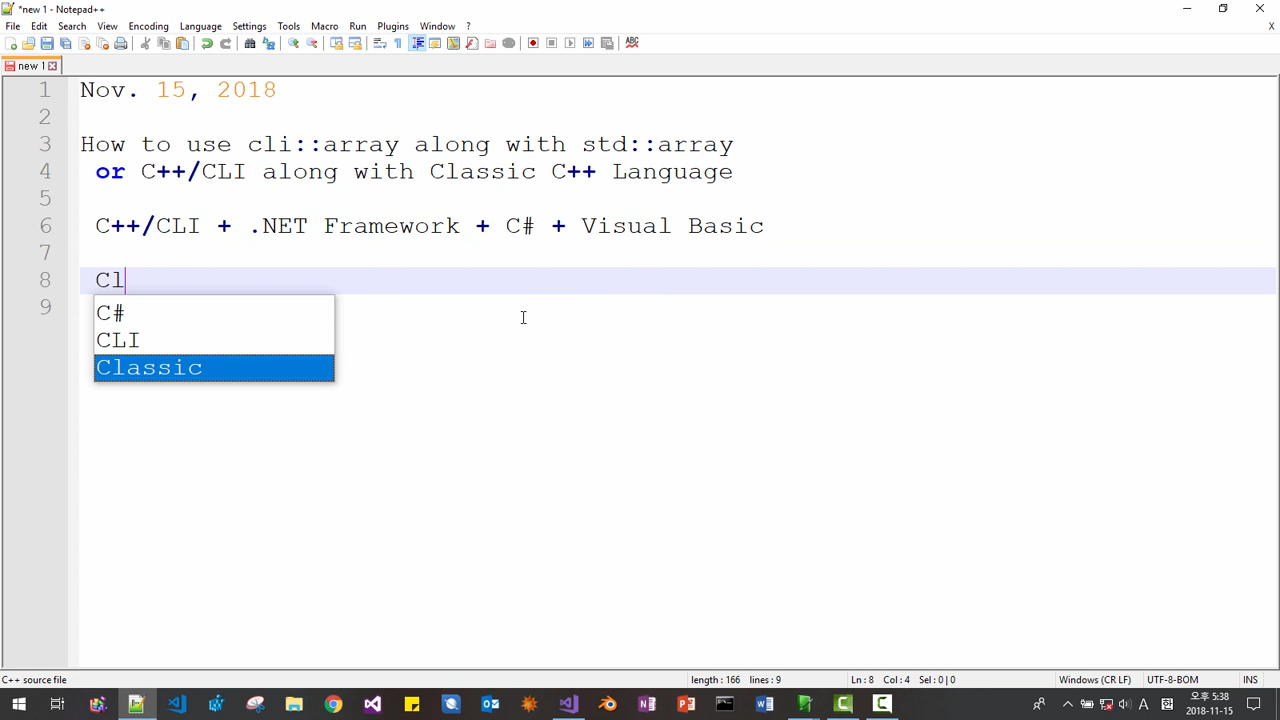 *new 1 - Notepad++
File Edit Search View Encoding Language Settings Tools Macro Run Plugins Window ?
X
ABC
new 1
1 Nov. 15, 2018
2
3 How to use cli::array along with std::array
4 or C++/CLI along with Classic C++ Language
5
6 C++/CLI + .NET Framework + C# + Visual Basic
7
8 Cl
9
C#
CLI
Classic
C++ source file length : 166 lines : 9 Ln : 8 Col : 4 Sel : 0 | 0 Windows (CR LF) UTF-8-BOM INS
A 오후 5:38
2018-11-15